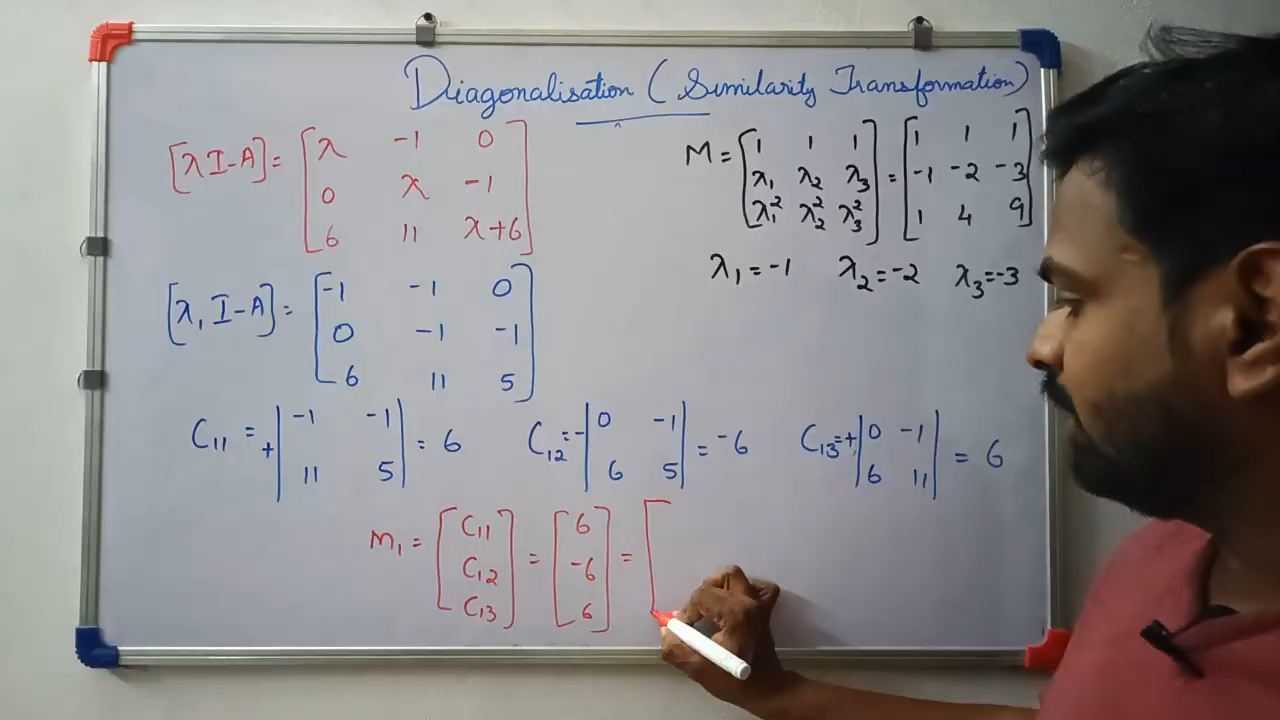 Diagonalisation (Similarity Transformation)
[λI-A] = [λ -1 0
0 λ -1
6 11 λ+6]
M = [1 1 1
λ₁ λ₂ λ₃
λ₁² λ₂² λ₃²] = [1 1 1
-1 -2 -3
1 4 9]
λ₁ = -1 λ₂ = -2 λ₃ = -3
[λ₁ I-A] = [-1 -1 0
0 -1 -1
6 11 5]
C₁₁ = + |-1 -1
11 5| = 6
C₁₂ = - |0 -1
6 5| = -6
C₁₃ = + |0 -1
6 11| = 6
M₁ = [C₁₁
C₁₂
C₁₃] = [6
-6
6] = [